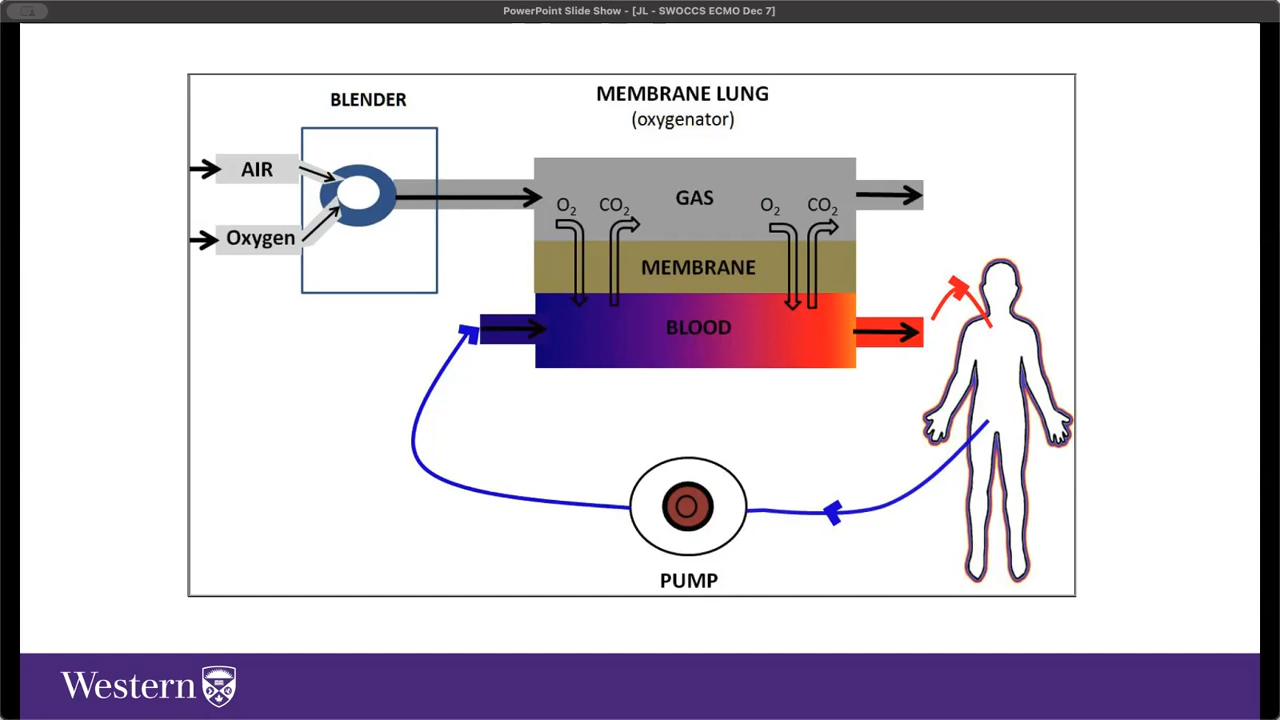 PowerPoint Slide Show - [JL - SWOCCS ECMO Dec 7]
BLENDER
MEMBRANE LUNG
(oxygenator)
AIR
Oxygen
O₂
CO₂
GAS
O₂
CO₂
MEMBRANE
BLOOD
PUMP
Western